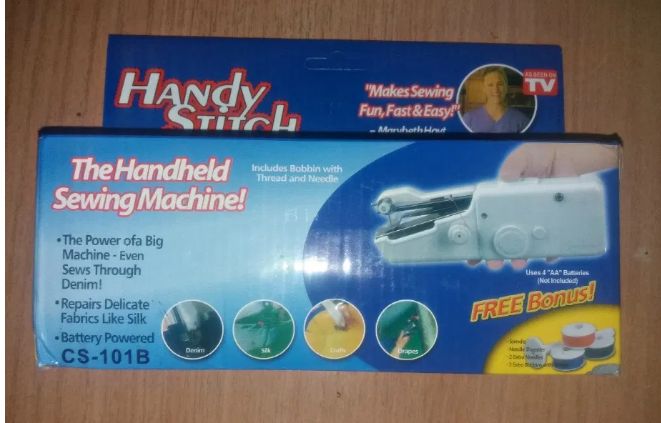 HANDY
STITCH
"Makes Sewing
Fun, Fast & Easy!"
- Marybeth Hoyt
AS SEEN ON
TV
The Handheld
Sewing Machine!
Includes Bobbin with
Thread and Needle
•The Power ofa Big
Machine - Even
Sews Through
Denim!
•Repairs Delicate
Fabrics Like Silk
•Battery Powered
CS-101B
Denim
Silk
Crafts
Drapes
Uses 4 "AA" Batteries
(Not Included)
FREE Bonus!